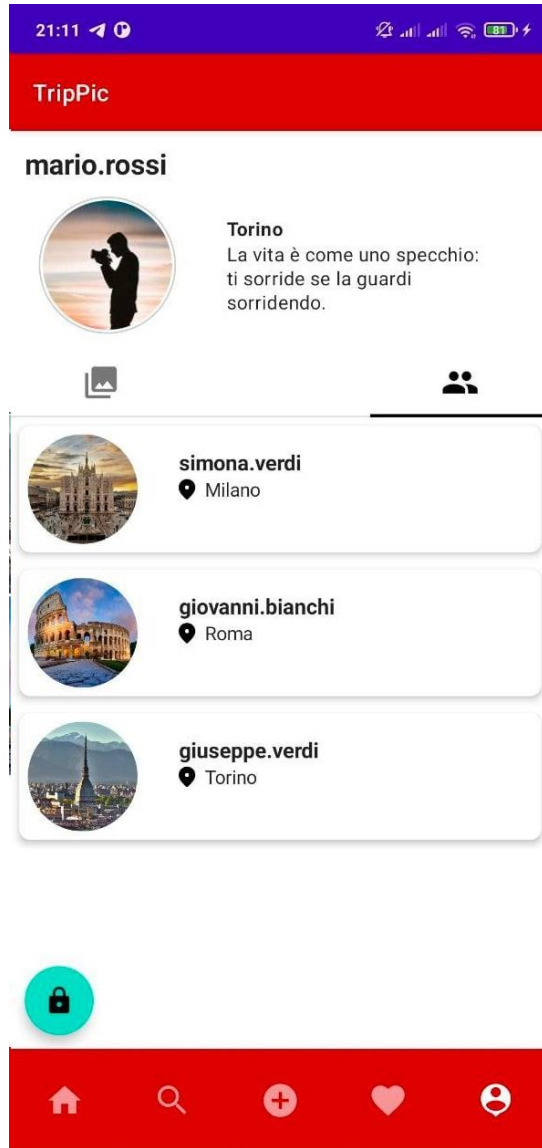 21:11
81
TripPic
mario.rossi
Torino
La vita è come uno specchio:
ti sorride se la guardi
sorridendo.
simona.verdi
Milano
giovanni.bianchi
Roma
giuseppe.verdi
Torino